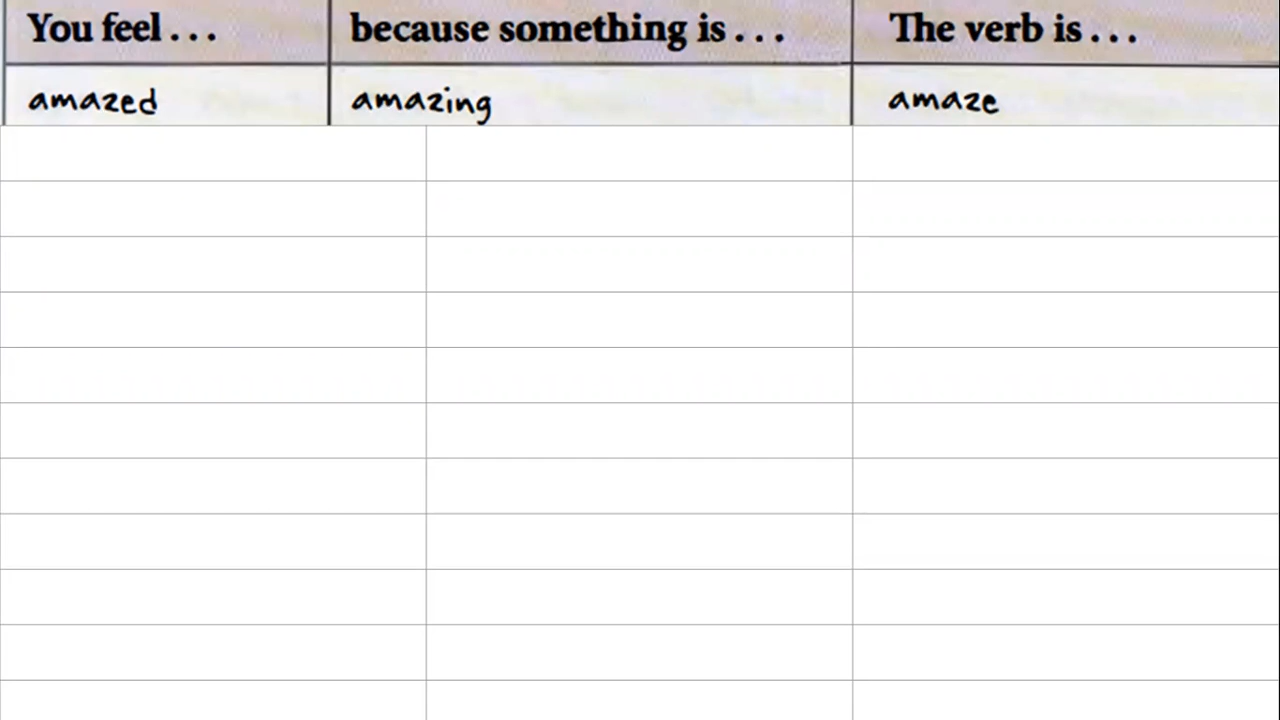 You feel . . . because something is . . . The verb is . . .
amazed amazing amaze